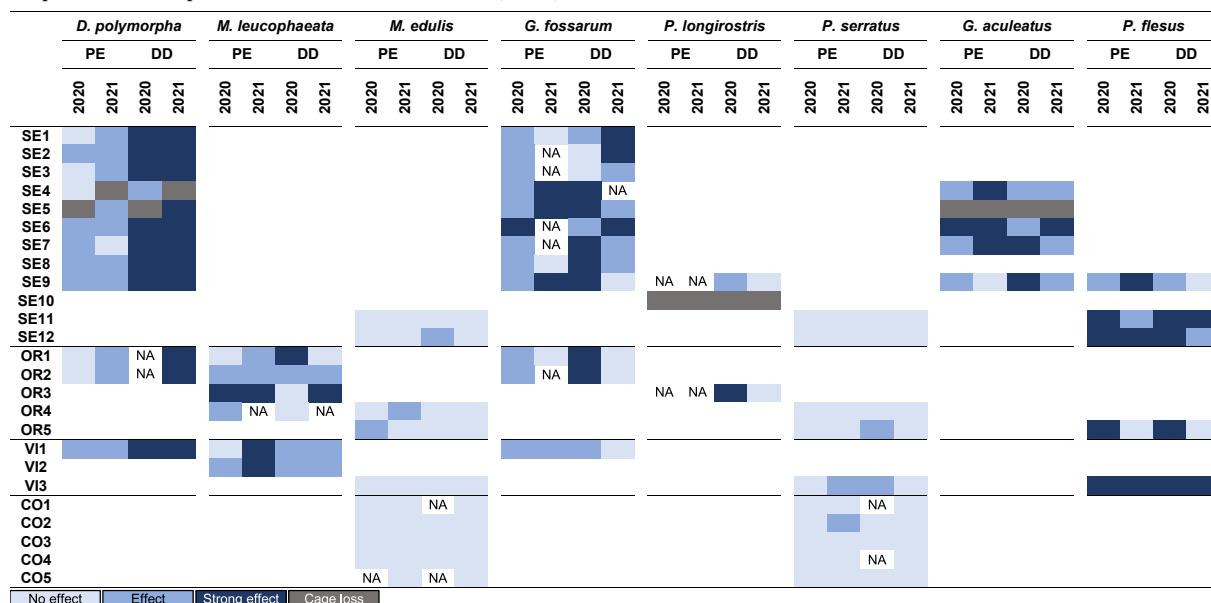 D. polymorpha M. leucophaeata M. edulis G. fossarum P. longirostris P. serratus G. aculeatus P. flesus
PE DD PE DD PE DD PE DD PE DD PE DD PE DD PE DD
2020 2021 2020 2021 2020 2021 2020 2021 2020 2021 2020 2021 2020 2021 2020 2021 2020 2021 2020 2021 2020 2021 2020 2021 2020 2021 2020 2021 2020 2021 2020 2021
SE1
SE2 NA
SE3 NA
SE4 NA
SE5
SE6 NA
SE7 NA
SE8
SE9 NA NA
SE10
SE11
SE12
OR1 NA
OR2 NA NA
OR3 NA NA
OR4 NA NA
OR5
VI1
VI2
VI3
CO1 NA NA
CO2
CO3
CO4 NA
CO5 NA NA
No effect Effect Strong effect Cage loss